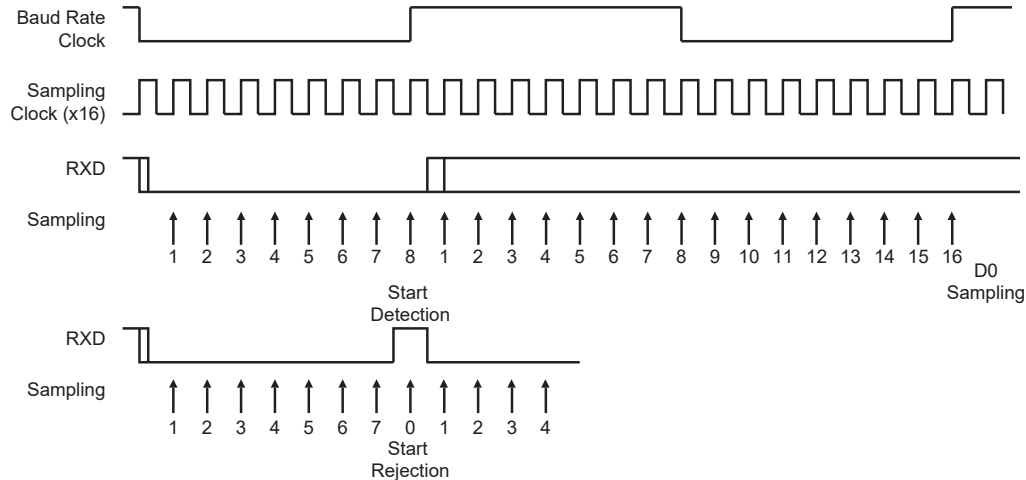 Baud Rate
Clock
Sampling
Clock (x16)
RXD
Sampling
1 2 3 4 5 6 7 8 1 2 3 4 5 6 7 8 9 10 11 12 13 14 15 16
D0
Sampling
Start
Detection
RXD
Sampling
1 2 3 4 5 6 7 0 1 2 3 4
Start
Rejection